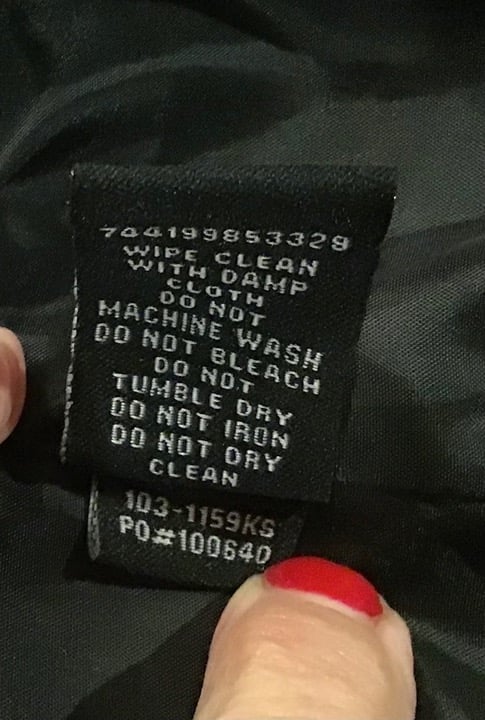 744199853328
WIPE CLEAN
WITH DAMP
CLOTH
DO NOT
MACHINE WASH
DO NOT BLEACH
DO NOT
TUMBLE DRY
DO NOT IRON
DO NOT DRY
CLEAN
103-1159KS
PO#100640